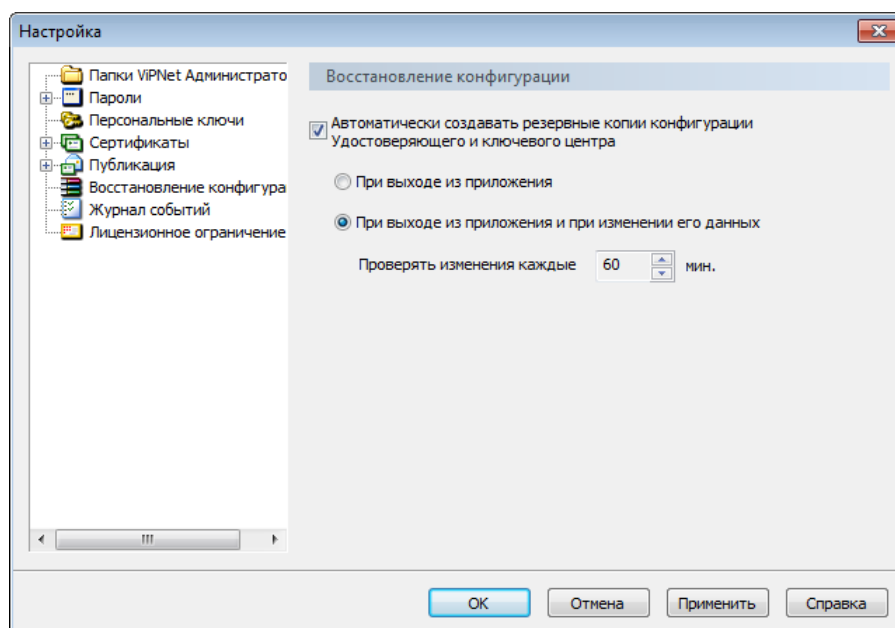 Настройка
Папки ViPNet Администрато
Пароли
Персональные ключи
Сертификаты
Публикация
Восстановление конфигура
Журнал событий
Лицензионное ограничение
Восстановление конфигурации
Автоматически создавать резервные копии конфигурации
Удостоверяющего и ключевого центра
При выходе из приложения
При выходе из приложения и при изменении его данных
Проверять изменения каждые 60 мин.
OK Отмена Применить Справка